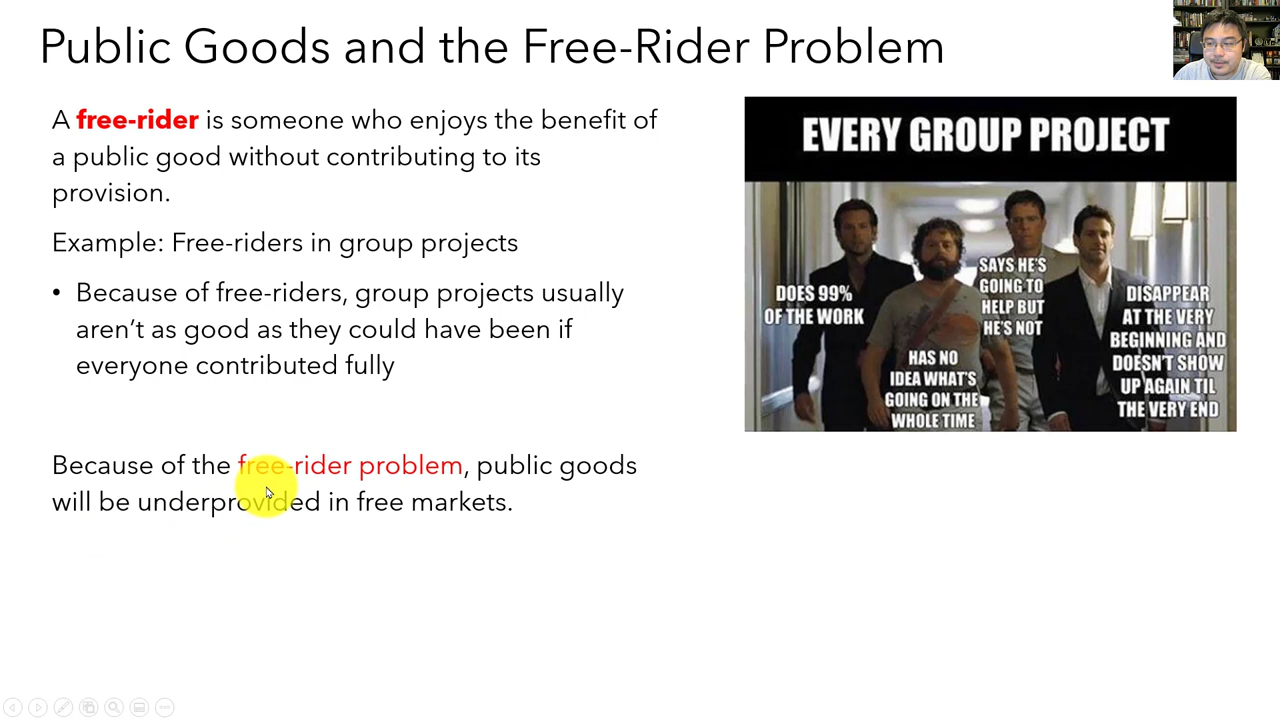 Public Goods and the Free-Rider Problem
A free-rider is someone who enjoys the benefit of
a public good without contributing to its
provision.
Example: Free-riders in group projects
• Because of free-riders, group projects usually
aren't as good as they could have been if
everyone contributed fully
Because of the free-rider problem, public goods
will be underprovided in free markets.
EVERY GROUP PROJECT
DOES 99%
OF THE WORK
HAS NO
IDEA WHAT'S
GOING ON THE
WHOLE TIME
SAYS HE'S
GOING TO
HELP BUT
HE'S NOT
DISAPPEAR
AT THE VERY
BEGINNING AND
DOESN'T SHOW
UP AGAIN TIL
THE VERY END